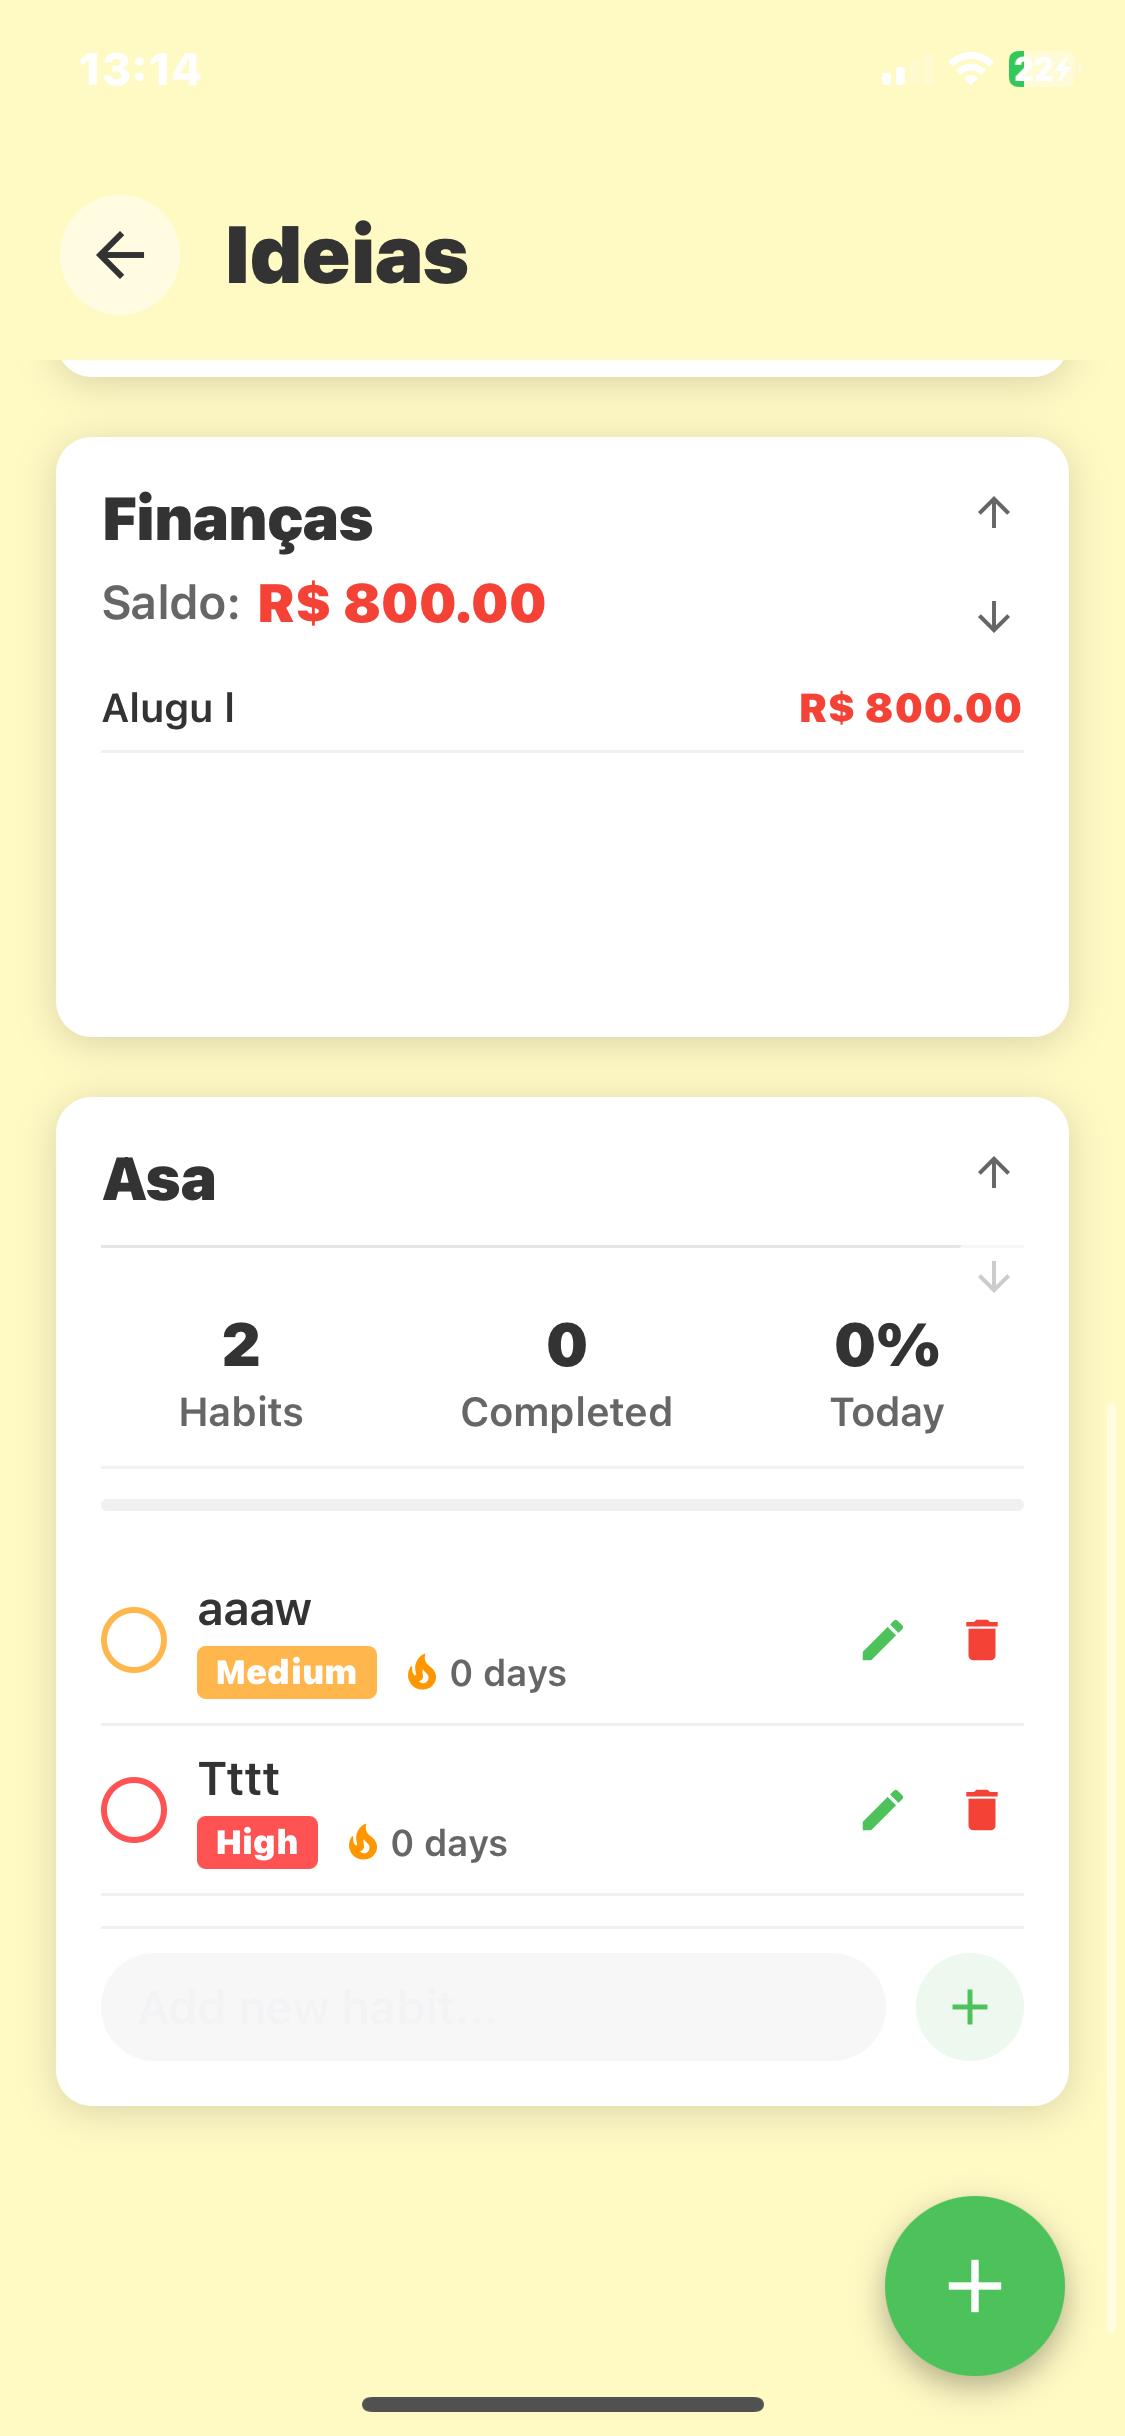 13:14
22
Ideias
Finanças
Saldo: R$ 800.00
Alugu l R$ 800.00
Asa
2 0 0%
Habits Completed Today
aaaw
Medium 0 days
Tttt
High 0 days
Add new habit...